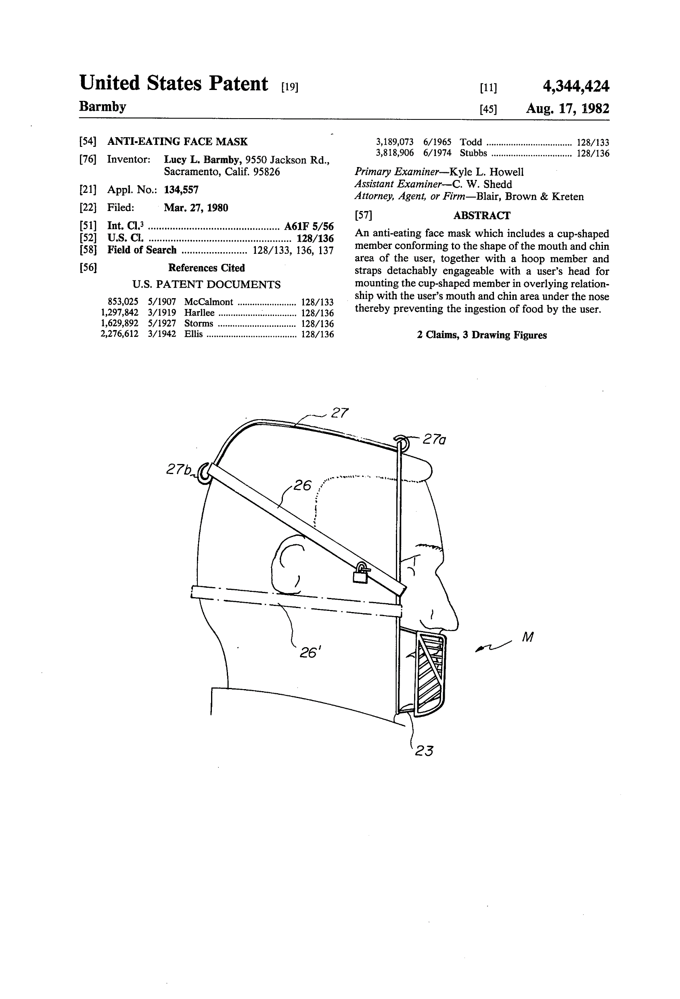 United States Patent [19]
Barmby
[11] 4,344,424
[45] Aug. 17, 1982
[54] ANTI-EATING FACE MASK
[76] Inventor: Lucy L. Barmby, 9550 Jackson Rd.,
Sacramento, Calif. 95826
[21] Appl. No.: 134,557
[22] Filed: Mar. 27, 1980
[51] Int. Cl.³ ................ A61F 5/56
[52] U.S. Cl. ................ 128/136
[58] Field of Search ................ 128/133, 136, 137
[56] References Cited
U.S. PATENT DOCUMENTS
853,025 5/1907 McCalmont ................ 128/133
1,297,842 3/1919 Harllee ................ 128/136
1,629,892 5/1927 Storms ................ 128/136
2,276,612 3/1942 Ellis ................ 128/136
3,189,073 6/1965 Todd ................ 128/133
3,818,906 6/1974 Stubbs ................ 128/136
Primary Examiner—Kyle L. Howell
Assistant Examiner—C. W. Shedd
Attorney, Agent, or Firm—Blair, Brown & Kreten
[57] ABSTRACT
An anti-eating face mask which includes a cup-shaped
member conforming to the shape of the mouth and chin
area of the user, together with a hoop member and
straps detachably engageable with a user's head for
mounting the cup-shaped member in overlying relation-
ship with the user's mouth and chin area under the nose
thereby preventing the ingestion of food by the user.
2 Claims, 3 Drawing Figures
27
27a
27b
26
26'
M
23